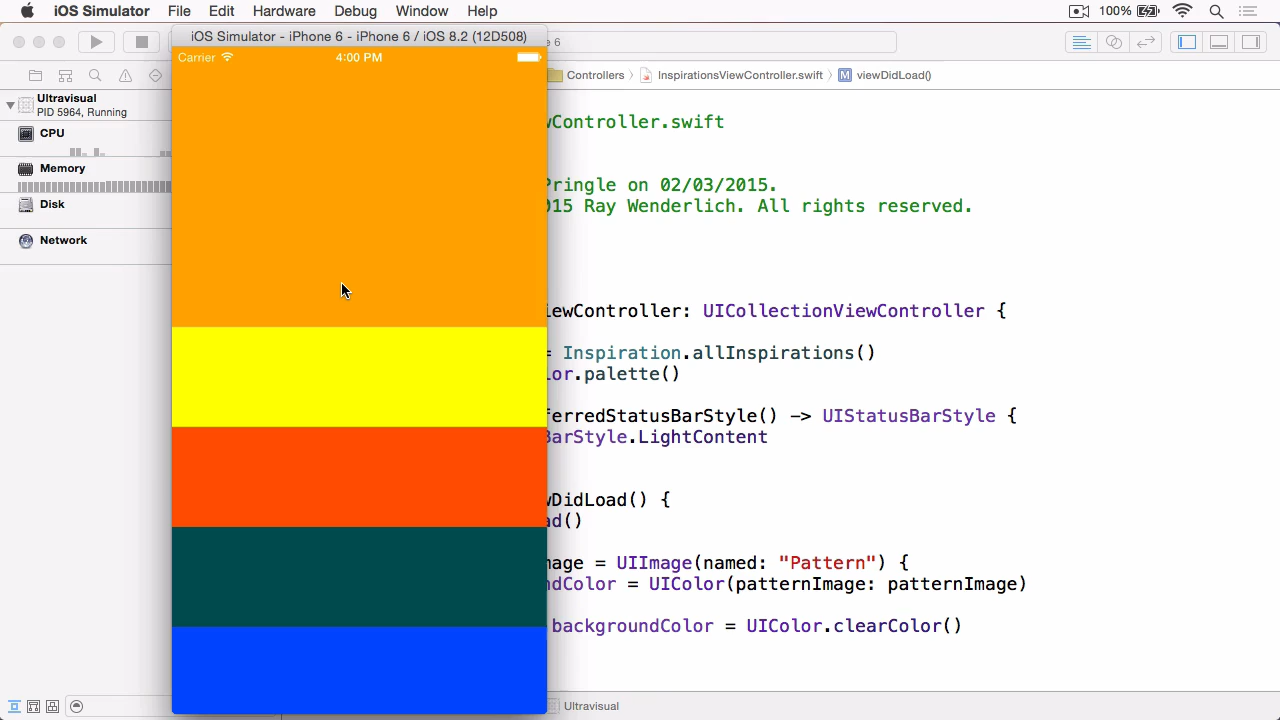 iOS Simulator File Edit Hardware Debug Window Help 100%
iOS Simulator - iPhone 6 - iPhone 6 / iOS 8.2 (12D508)
6
Carrier 4:00 PM
Controllers InspirationsViewController.swift M viewDidLoad()
Ultravisual
PID 5964, Running
CPU
Memory
Disk
Network
wController.swift
Pringle on 02/03/2015.
015 Ray Wenderlich. All rights reserved.
iewController: UICollectionViewController {
= Inspiration.allInspirations()
lor.palette()
ferredStatusBarStyle() -> UIStatusBarStyle {
BarStyle.LightContent
wDidLoad() {
ad()
mage = UIImage(named: "Pattern") {
ndColor = UIColor(patternImage: patternImage)
backgroundColor = UIColor.clearColor()
Ultravisual